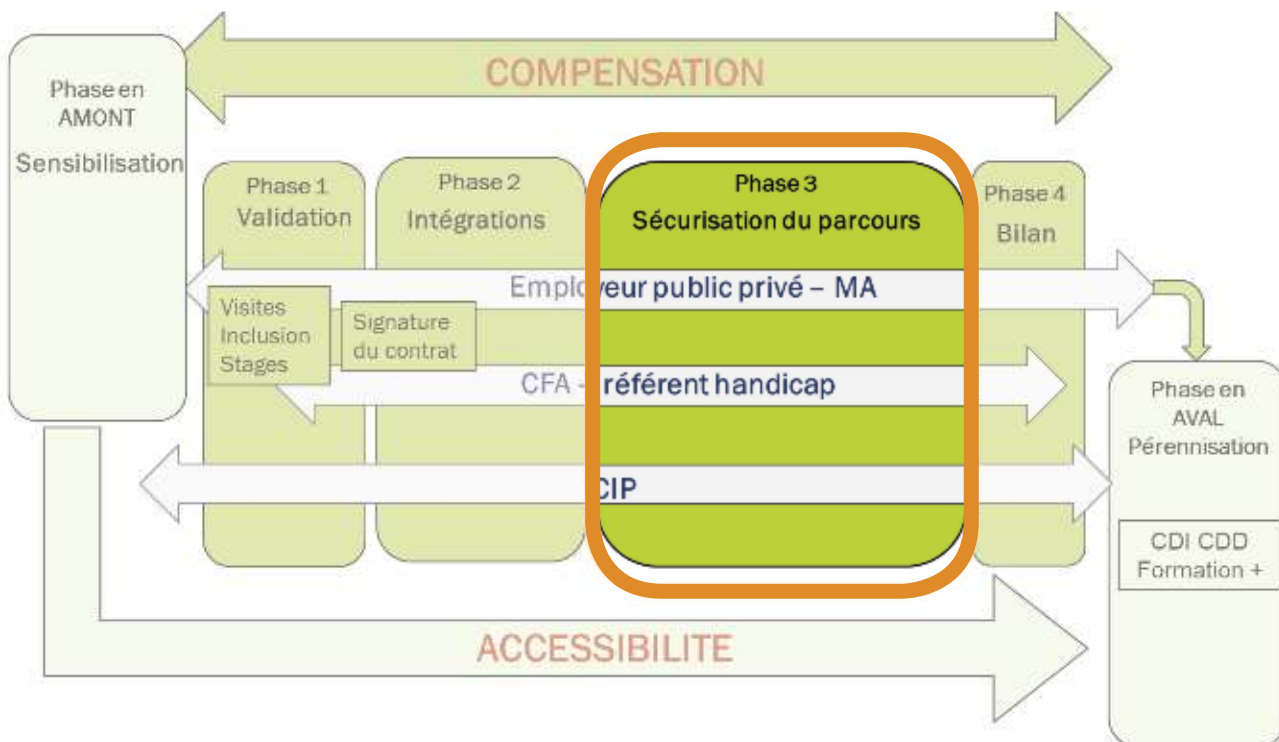 COMPENSATION
Phase en
AMONT
Sensibilisation
Phase 1
Validation
Phase 2
Intégrations
Phase 3
Sécurisation du parcours
Phase 4
Bilan
Employeur public privé – MA
Visites
Inclusion
Stages
Signature
du contrat
CFA - référent handicap
CIP
Phase en
AVAL
Pérennisation
CDI CDD
Formation +
ACCESSIBILITE